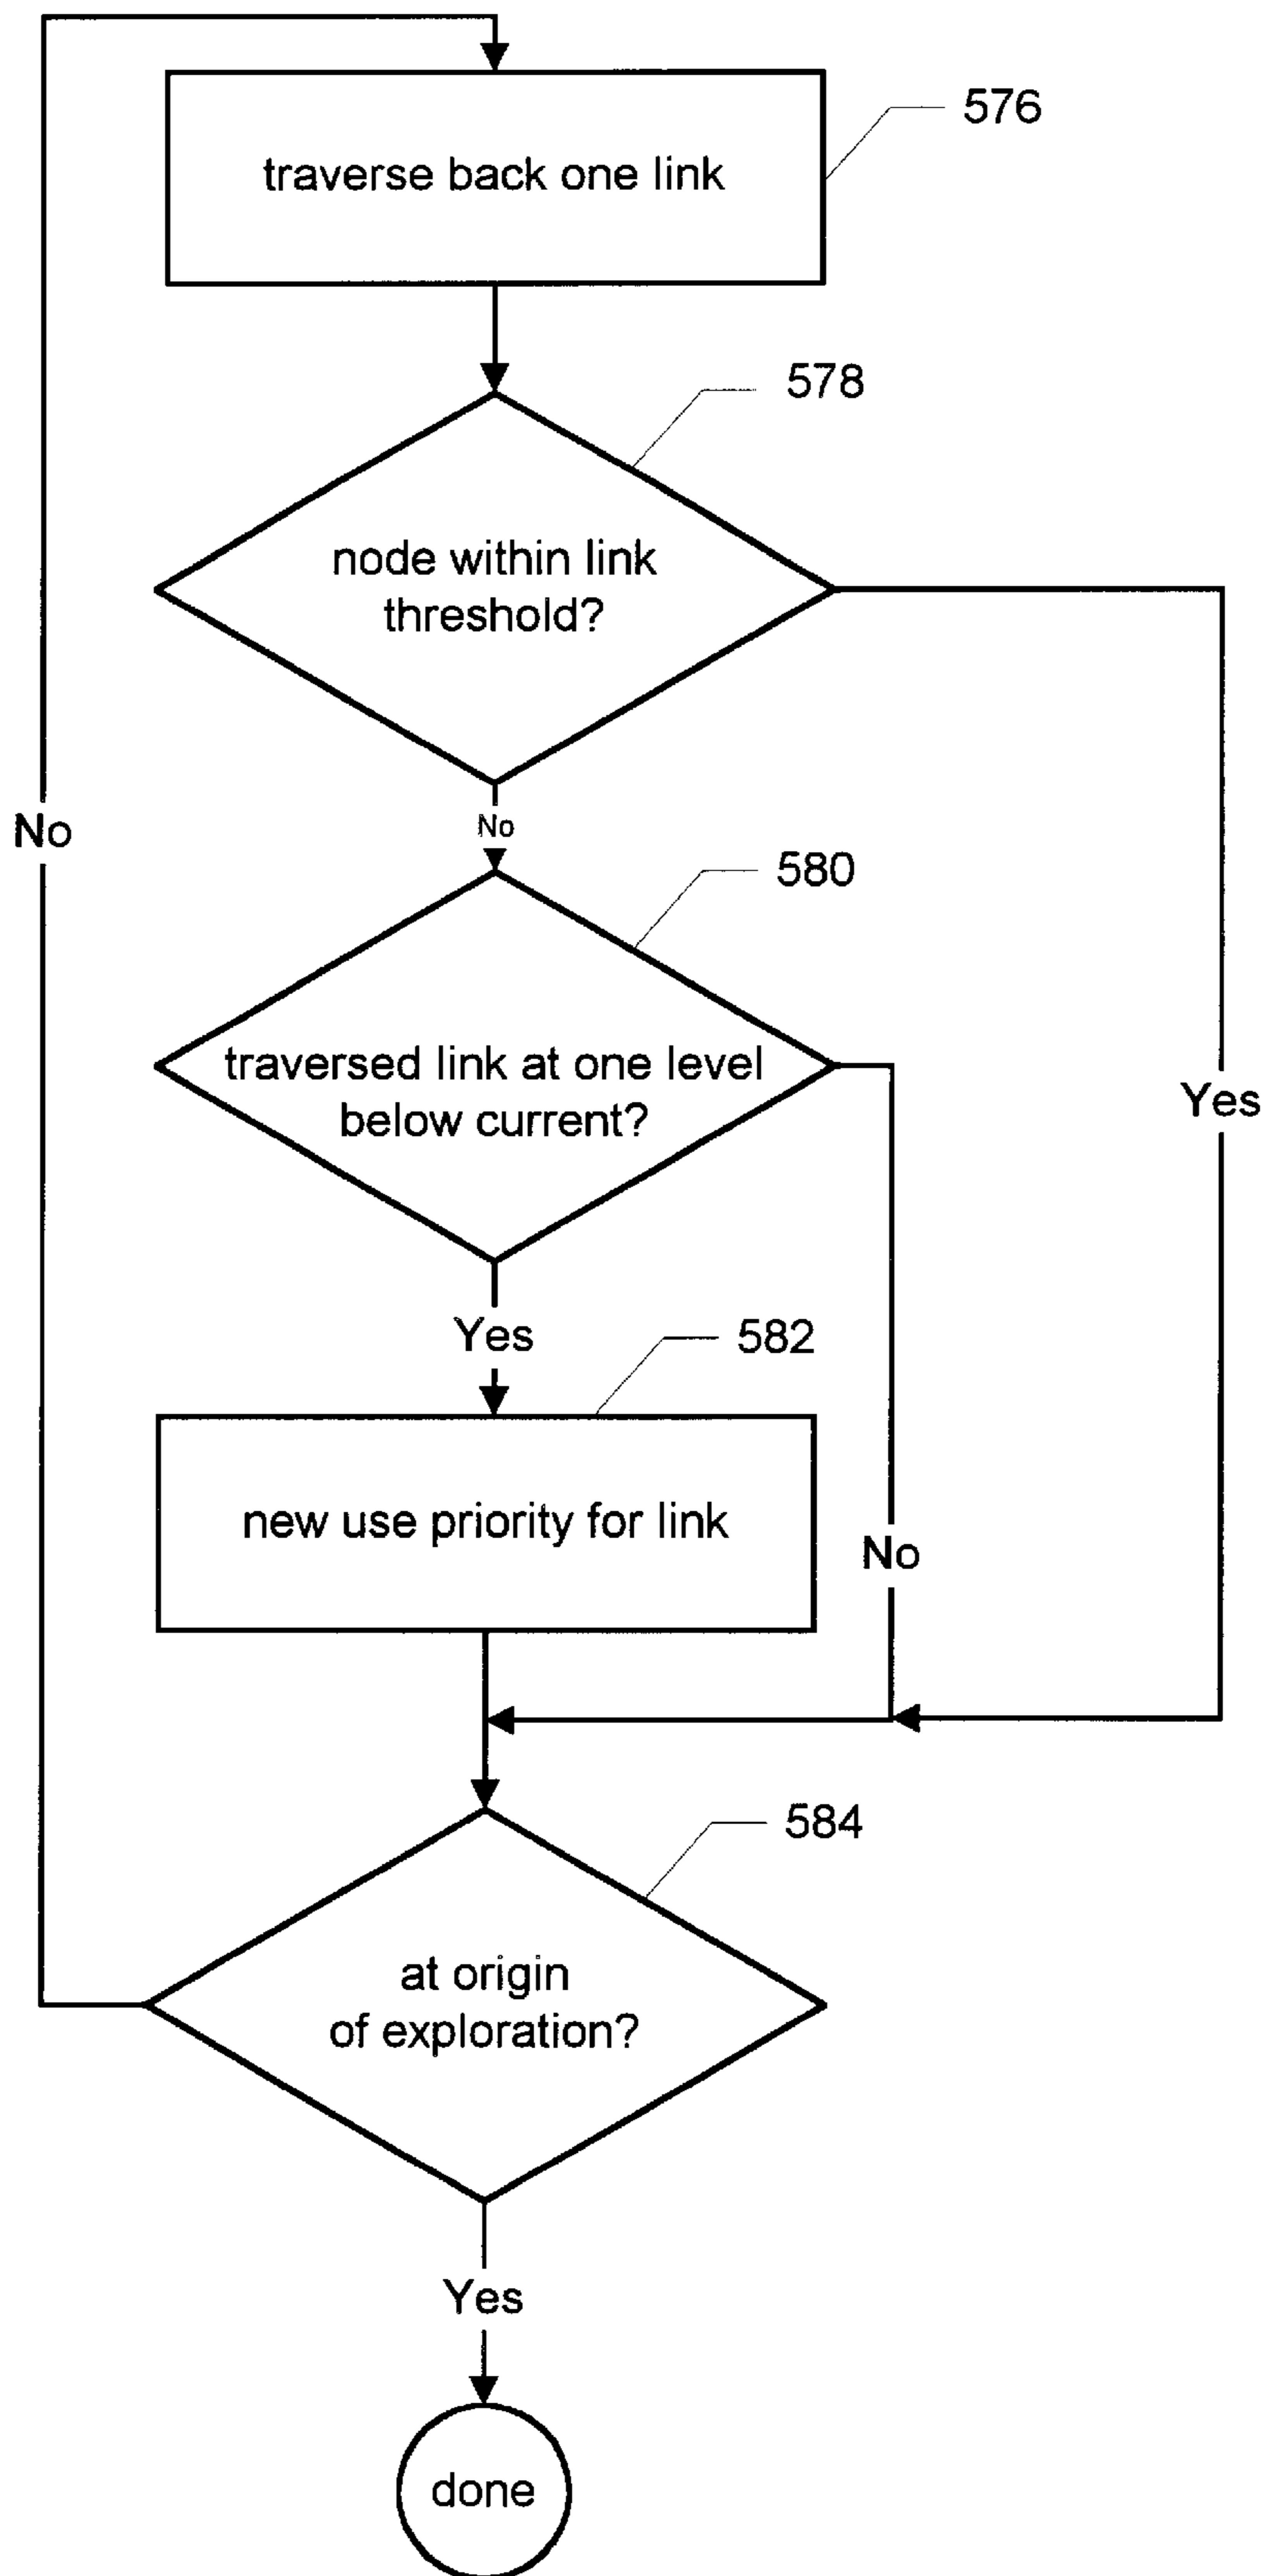 576
traverse back one link
578
node within link
threshold?
No
No
580
traversed link at one level
below current?
Yes
Yes
582
new use priority for link
No
584
at origin
of exploration?
Yes
done